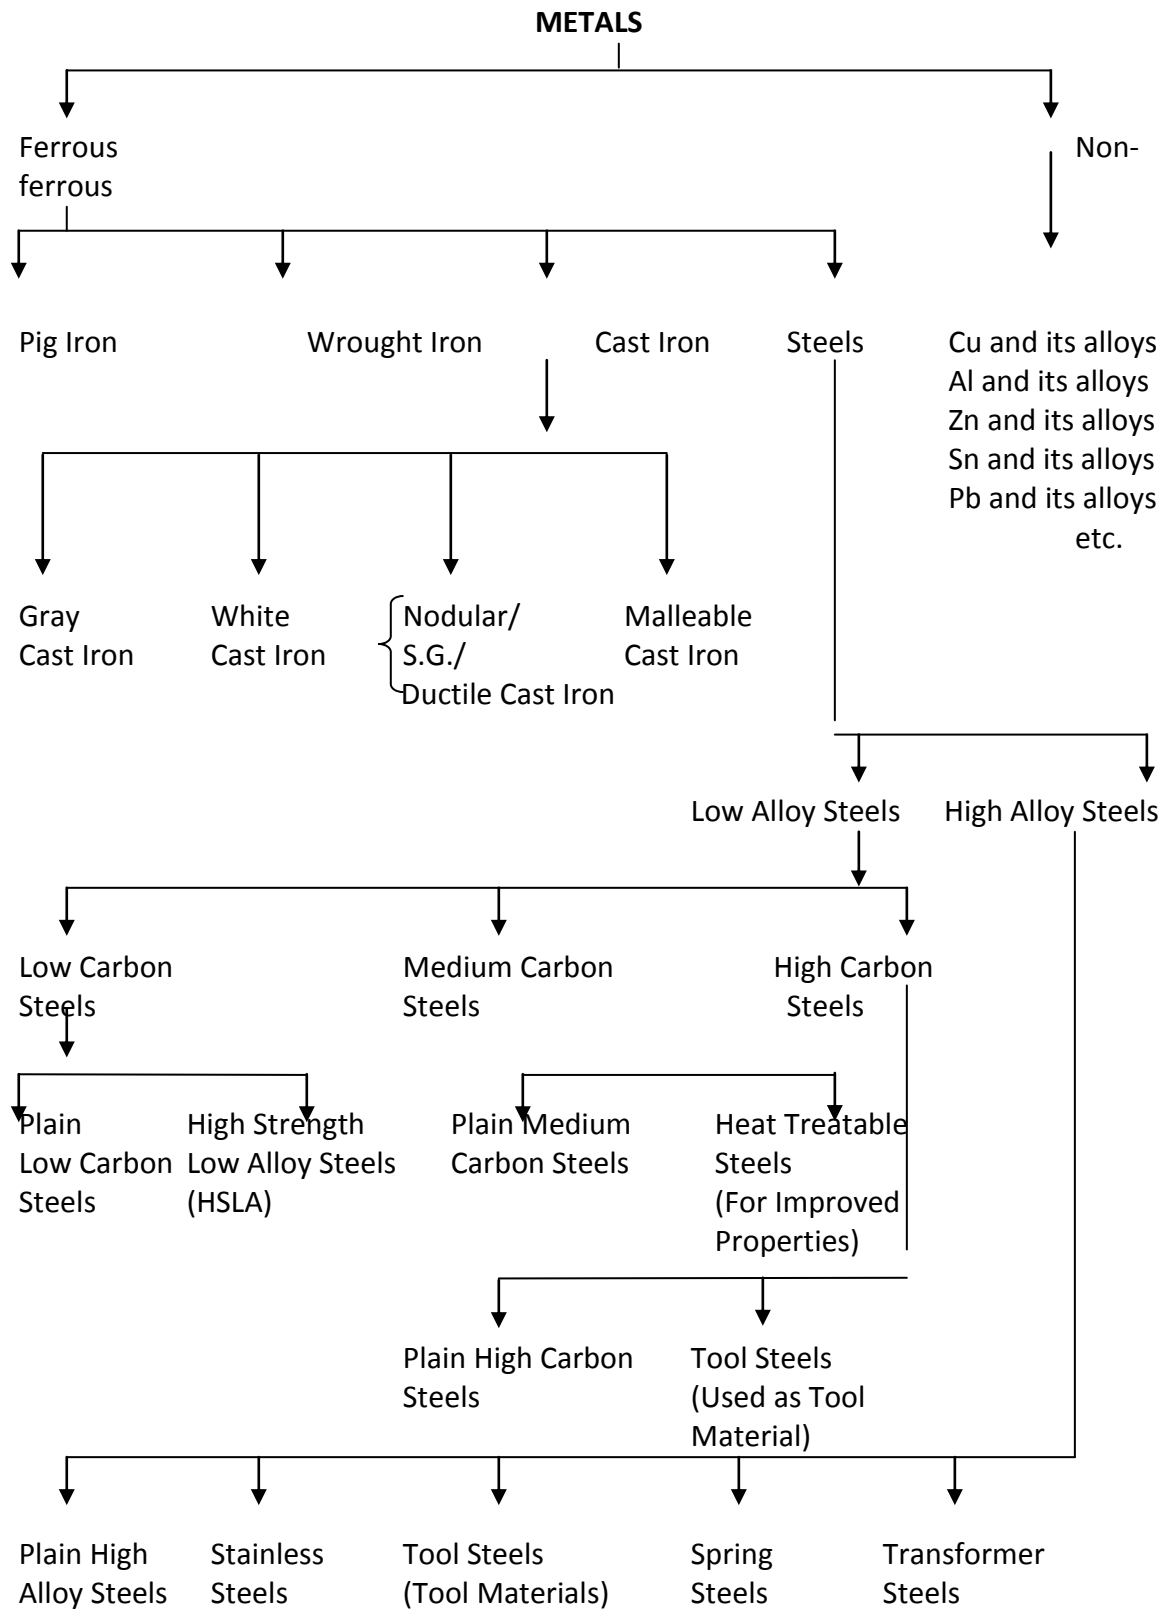 METALS
Ferrous Non-
ferrous
Pig Iron Wrought Iron Cast Iron Steels Cu and its alloys
Al and its alloys
Zn and its alloys
Sn and its alloys
Pb and its alloys
etc.
Gray White Nodular/ Malleable
Cast Iron Cast Iron S.G./ Cast Iron
Ductile Cast Iron
Low Alloy Steels High Alloy Steels
Low Carbon Medium Carbon High Carbon
Steels Steels Steels
Plain High Strength Plain Medium Heat Treatable
Low Carbon Low Alloy Steels Carbon Steels Steels
Steels (HSLA) (For Improved
Properties)
Plain High Carbon Tool Steels
Steels (Used as Tool
Material)
Plain High Stainless Tool Steels Spring Transformer
Alloy Steels Steels (Tool Materials) Steels Steels